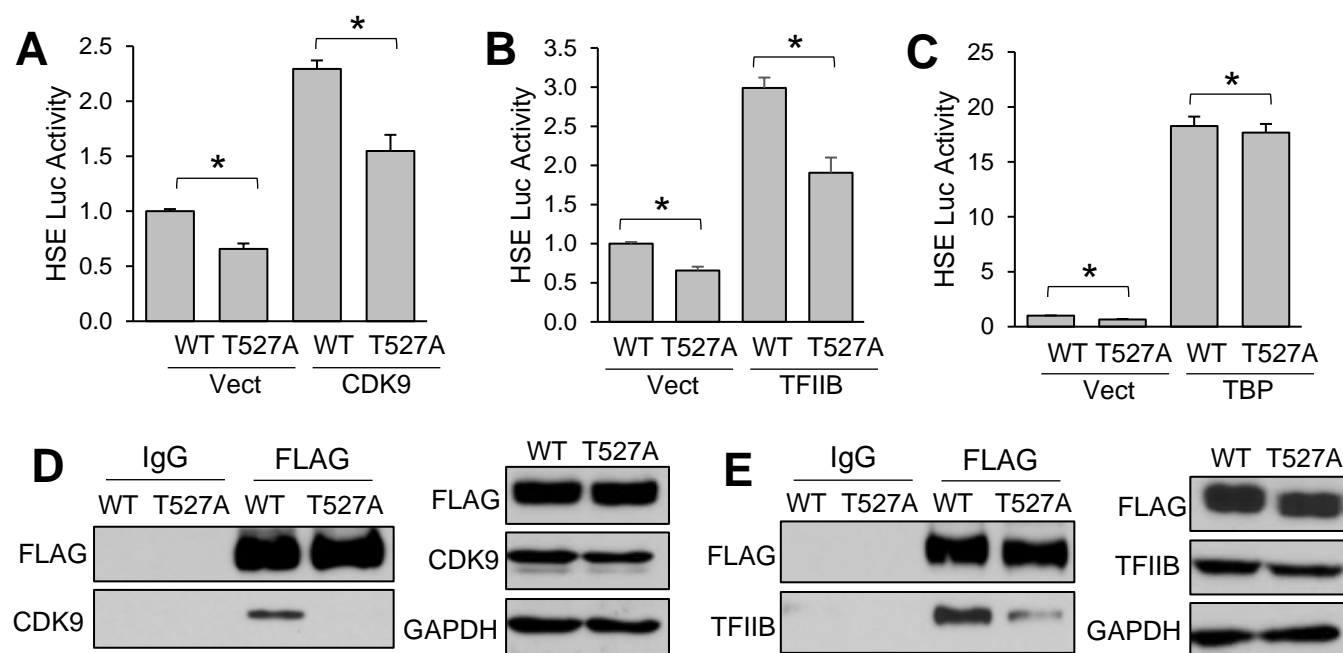 A
HSE Luc Activity
2.5
2.0
1.5
1.0
0.5
0.0
*
*
WT T527A WT T527A
Vect CDK9
B
HSE Luc Activity
3.5
3.0
2.5
2.0
1.5
1.0
0.5
0.0
*
*
WT T527A WT T527A
Vect TFIIB
C
HSE Luc Activity
25
20
15
10
5
0
*
*
WT T527A WT T527A
Vect TBP
D
IgG FLAG
WT T527A WT T527A
FLAG
CDK9
WT T527A
FLAG
CDK9
GAPDH
E
IgG FLAG
WT T527A WT T527A
FLAG
TFIIB
WT T527A
FLAG
TFIIB
GAPDH